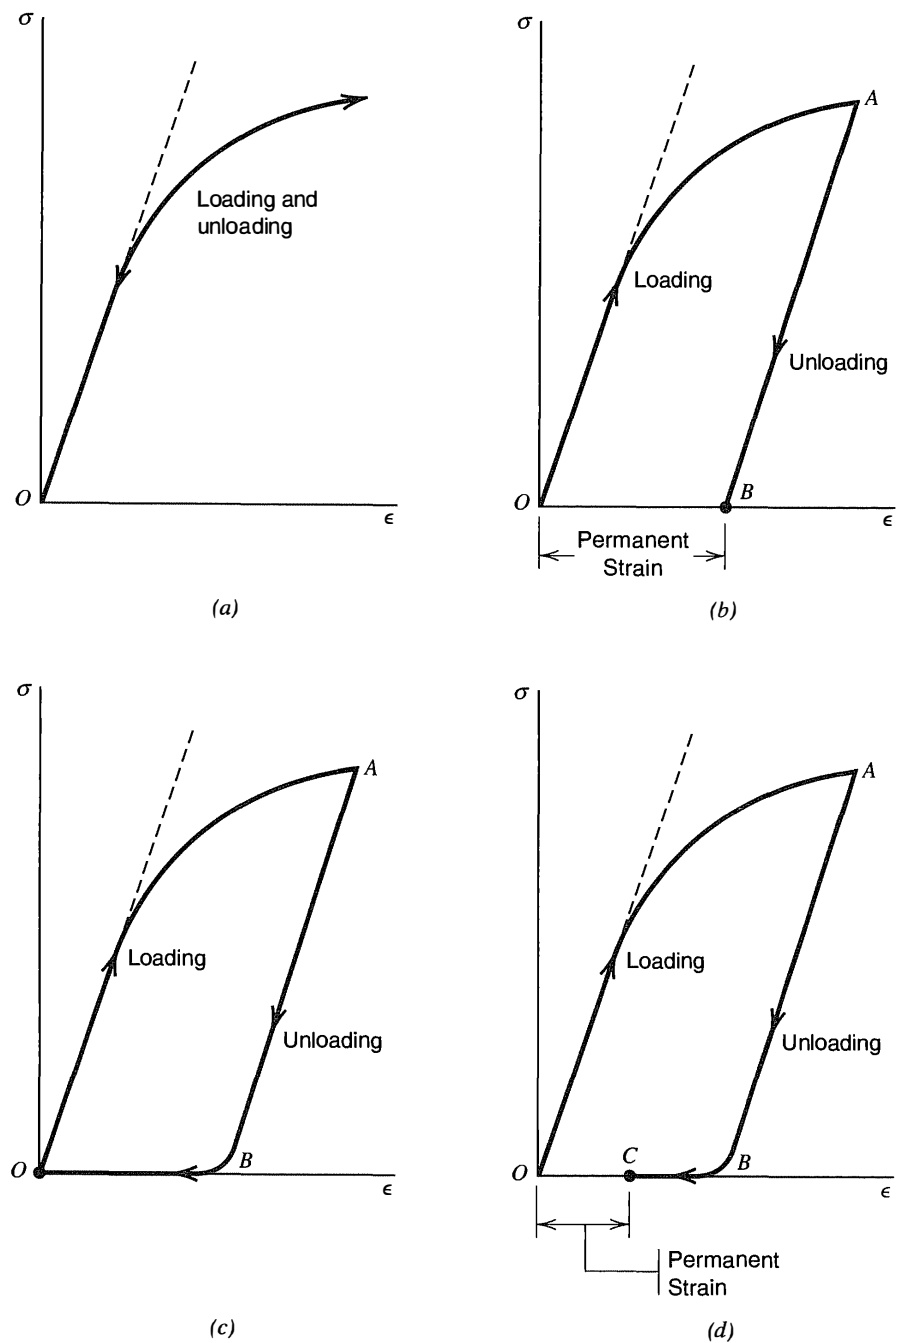 σ
Loading and
unloading
O
ϵ
(a)
σ
A
Loading
Unloading
O
B
ϵ
Permanent
Strain
(b)
σ
A
Loading
Unloading
O
B
ϵ
(c)
σ
A
Loading
Unloading
O
C
B
ϵ
Permanent
Strain
(d)